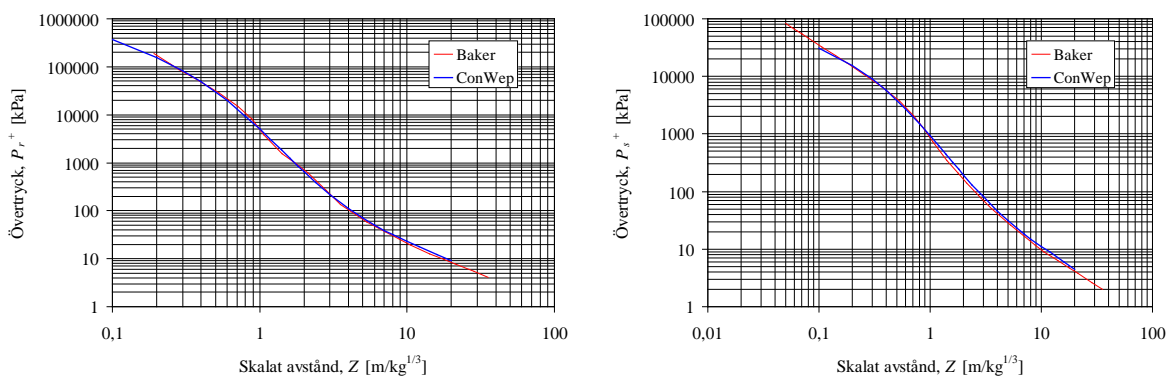 1000000
100000
10000
1000
100
10
1
0,1
1
10
100
Övertryck, P r + [kPa]
Skalat avstånd, Z [m/kg1/3]
Baker
ConWep
100000
10000
1000
100
10
1
0,01
0,1
1
10
100
Övertryck, P s + [kPa]
Skalat avstånd, Z [m/kg1/3]
Baker
ConWep